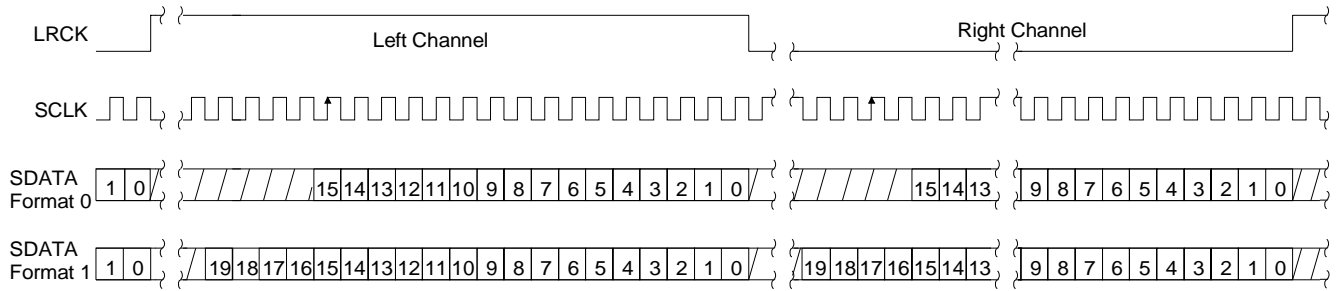 LRCK
Left Channel
Right Channel
SCLK
SDATA
Format 0
1 0 15 14 13 12 11 10 9 8 7 6 5 4 3 2 1 0 15 14 13 9 8 7 6 5 4 3 2 1 0
SDATA
Format 1
1 0 19 18 17 16 15 14 13 12 11 10 9 8 7 6 5 4 3 2 1 0 19 18 17 16 15 14 13 9 8 7 6 5 4 3 2 1 0